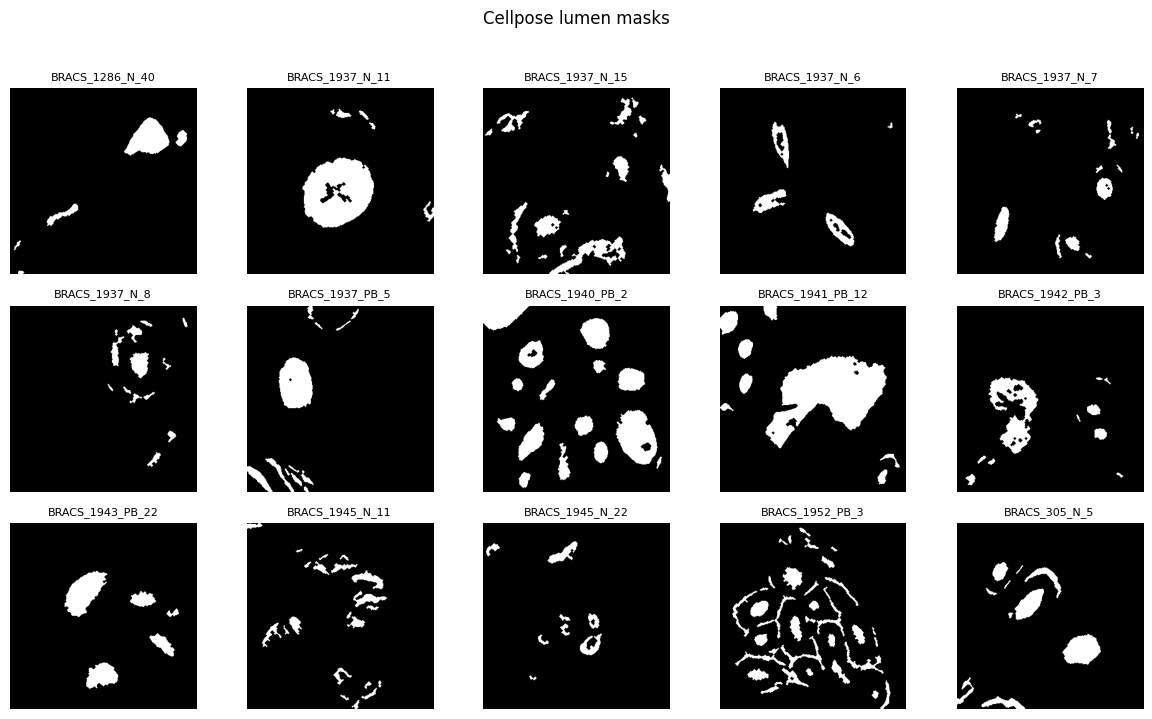 Cellpose lumen masks
BRACS_1286_N_40 BRACS_1937_N_11 BRACS_1937_N_15 BRACS_1937_N_6 BRACS_1937_N_7
BRACS_1937_N_8 BRACS_1937_PB_5 BRACS_1940_PB_2 BRACS_1941_PB_12 BRACS_1942_PB_3
BRACS_1943_PB_22 BRACS_1945_N_11 BRACS_1945_N_22 BRACS_1952_PB_3 BRACS_305_N_5